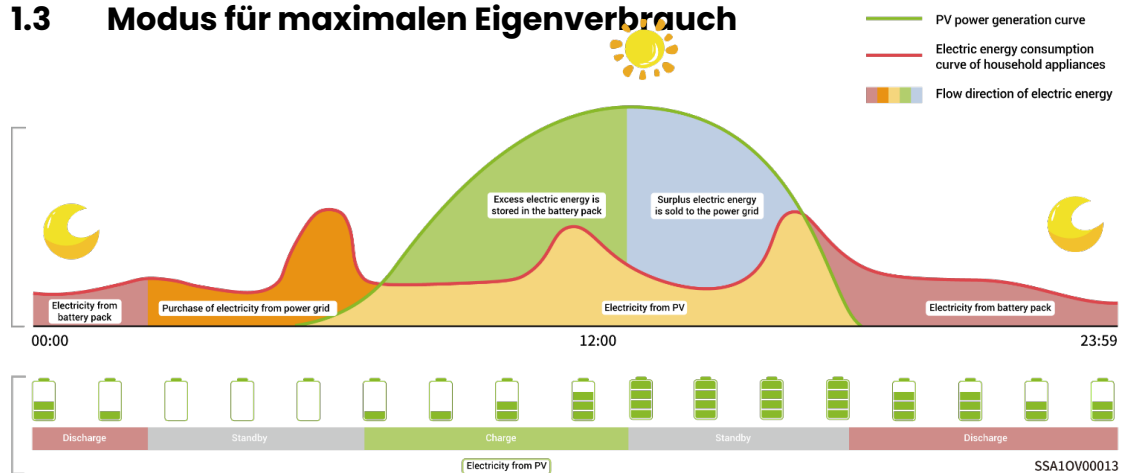 1.3 Modus für maximalen Eigenverbrauch
PV power generation curve
Electric energy consumption
curve of household appliances
Flow direction of electric energy
Excess electric energy is
stored in the battery pack
Surplus electric energy
is sold to the power grid
Electricity from
battery pack
Purchase of electricity from power grid
Electricity from PV
Electricity from battery pack
00:00
12:00
23:59
Discharge
Standby
Charge
Standby
Discharge
Electricity from PV
SSA1OV00013